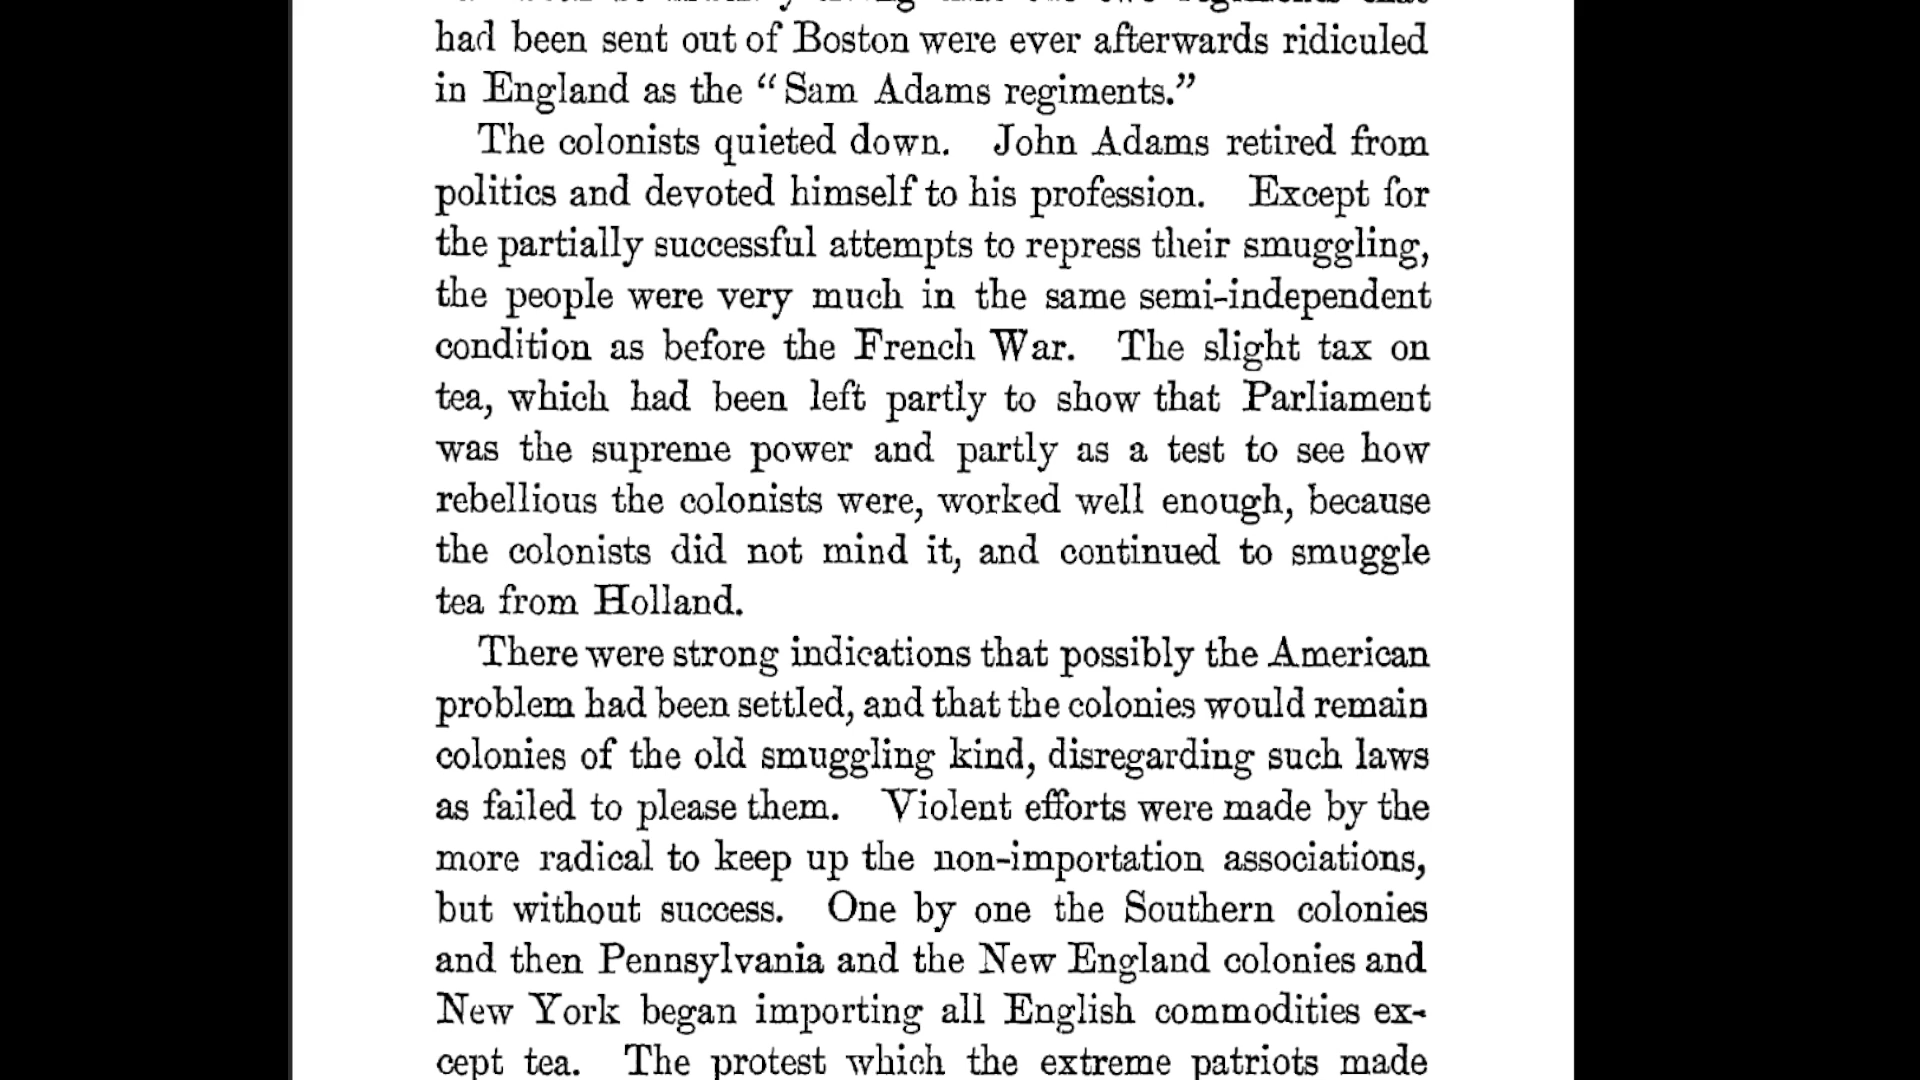 had been sent out of Boston were ever afterwards ridiculed
in England as the “Sam Adams regiments.”
The colonists quieted down. John Adams retired from
politics and devoted himself to his profession. Except for
the partially successful attempts to repress their smuggling,
the people were very much in the same semi-independent
condition as before the French War. The slight tax on
tea, which had been left partly to show that Parliament
was the supreme power and partly as a test to see how
rebellious the colonists were, worked well enough, because
the colonists did not mind it, and continued to smuggle
tea from Holland.
There were strong indications that possibly the American
problem had been settled, and that the colonies would remain
colonies of the old smuggling kind, disregarding such laws
as failed to please them. Violent efforts were made by the
more radical to keep up the non-importation associations,
but without success. One by one the Southern colonies
and then Pennsylvania and the New England colonies and
New York began importing all English commodities ex-
cept tea. The protest which the extreme patriots made